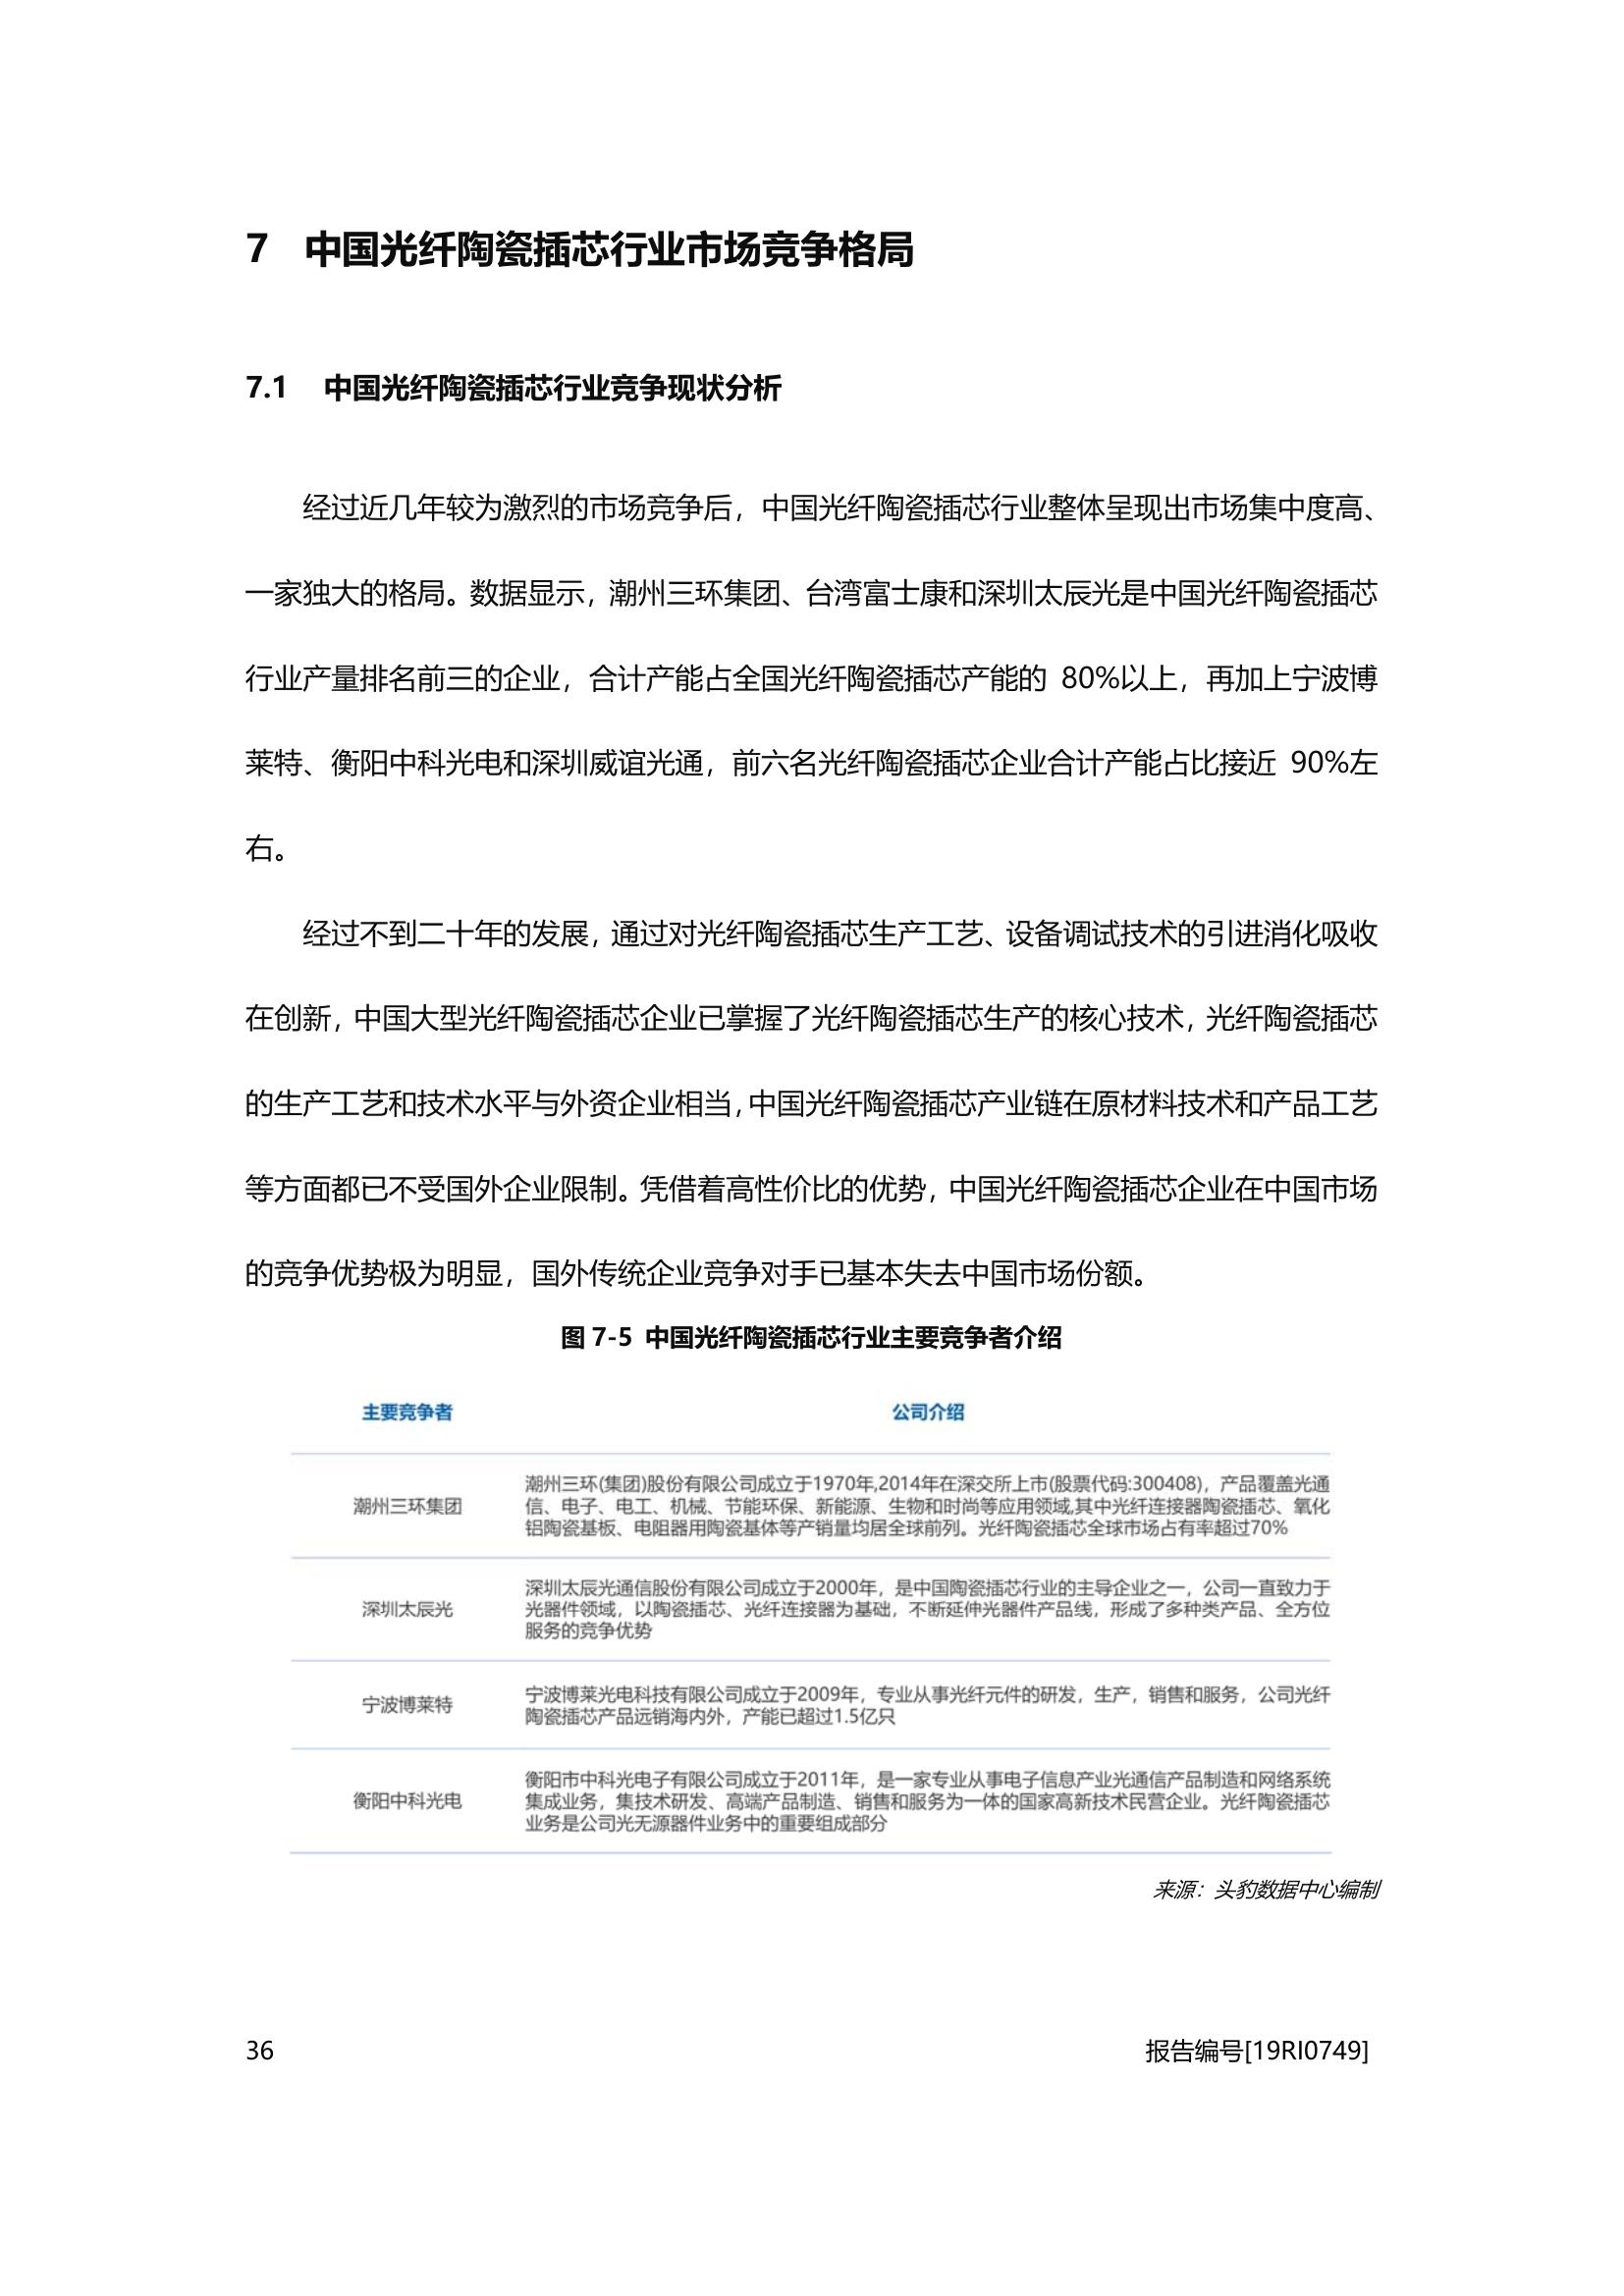 7 中国光纤陶瓷插芯行业市场竞争格局
7.1 中国光纤陶瓷插芯行业竞争现状分析
经过近几年较为激烈的市场竞争后，中国光纤陶瓷插芯行业整体呈现出市场集中度高、
一家独大的格局。数据显示，潮州三环集团、台湾富士康和深圳太辰光是中国光纤陶瓷插芯
行业产量排名前三的企业，合计产能占全国光纤陶瓷插芯产能的 80%以上，再加上宁波博
莱特、衡阳中科光电和深圳威谊光通，前六名光纤陶瓷插芯企业合计产能占比接近 90%左
右。
经过不到二十年的发展，通过对光纤陶瓷插芯生产工艺、设备调试技术的引进消化吸收
在创新，中国大型光纤陶瓷插芯企业已掌握了光纤陶瓷插芯生产的核心技术，光纤陶瓷插芯
的生产工艺和技术水平与外资企业相当，中国光纤陶瓷插芯产业链在原材料技术和产品工艺
等方面都已不受国外企业限制。凭借着高性价比的优势，中国光纤陶瓷插芯企业在中国市场
的竞争优势极为明显，国外传统企业竞争对手已基本失去中国市场份额。
图 7-5 中国光纤陶瓷插芯行业主要竞争者介绍
主要竞争者 公司介绍
潮州三环集团
潮州三环(集团)股份有限公司成立于1970年,2014年在深交所上市(股票代码:300408)，产品覆盖光通
信、电子、电工、机械、节能环保、新能源、生物和时尚等应用领域,其中光纤连接器陶瓷插芯、氧化
铝陶瓷基板、电阻器用陶瓷基体等产销量均居全球前列。光纤陶瓷插芯全球市场占有率超过70%
深圳太辰光
深圳太辰光通信股份有限公司成立于2000年，是中国陶瓷插芯行业的主导企业之一，公司一直致力于
光器件领域，以陶瓷插芯、光纤连接器为基础，不断延伸光器件产品线，形成了多种类产品、全方位
服务的竞争优势
宁波博莱特
宁波博莱光电科技有限公司成立于2009年，专业从事光纤元件的研发，生产，销售和服务，公司光纤
陶瓷插芯产品远销海内外，产能已超过1.5亿只
衡阳中科光电
衡阳市中科光电子有限公司成立于2011年，是一家专业从事电子信息产业光通信产品制造和网络系统
集成业务，集技术研发、高端产品制造、销售和服务为一体的国家高新技术民营企业。光纤陶瓷插芯
业务是公司光无源器件业务中的重要组成部分
来源：头豹数据中心编制
36 报告编号[19RI0749]